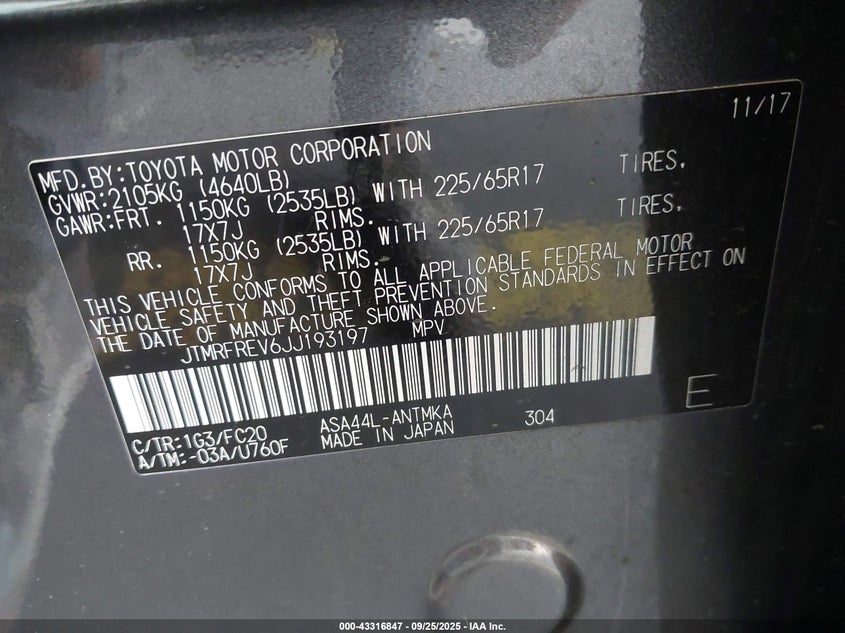 11/17
MFD.BY:TOYOTA MOTOR CORPORATION
GVWR:2105KG (4640LB)
GAWR:FRT. 1150KG (2535LB) WITH 225/65R17 TIRES,
17X7J RIMS.
RR. 1150KG (2535LB) WITH 225/65R17 TIRES,
17X7J RIMS.
THIS VEHICLE CONFORMS TO ALL APPLICABLE FEDERAL MOTOR
VEHICLE SAFETY AND THEFT PREVENTION STANDARDS IN EFFECT ON
THE DATE OF MANUFACTURE SHOWN ABOVE.
JTMRFREV6JJ193197 MPV
C/TR:1G3/FC20 ASA44L-ANTMKA 304 E
A/TM:-03A/U760F MADE IN JAPAN
000-43316847 - 09/25/2025 - IAA Inc.